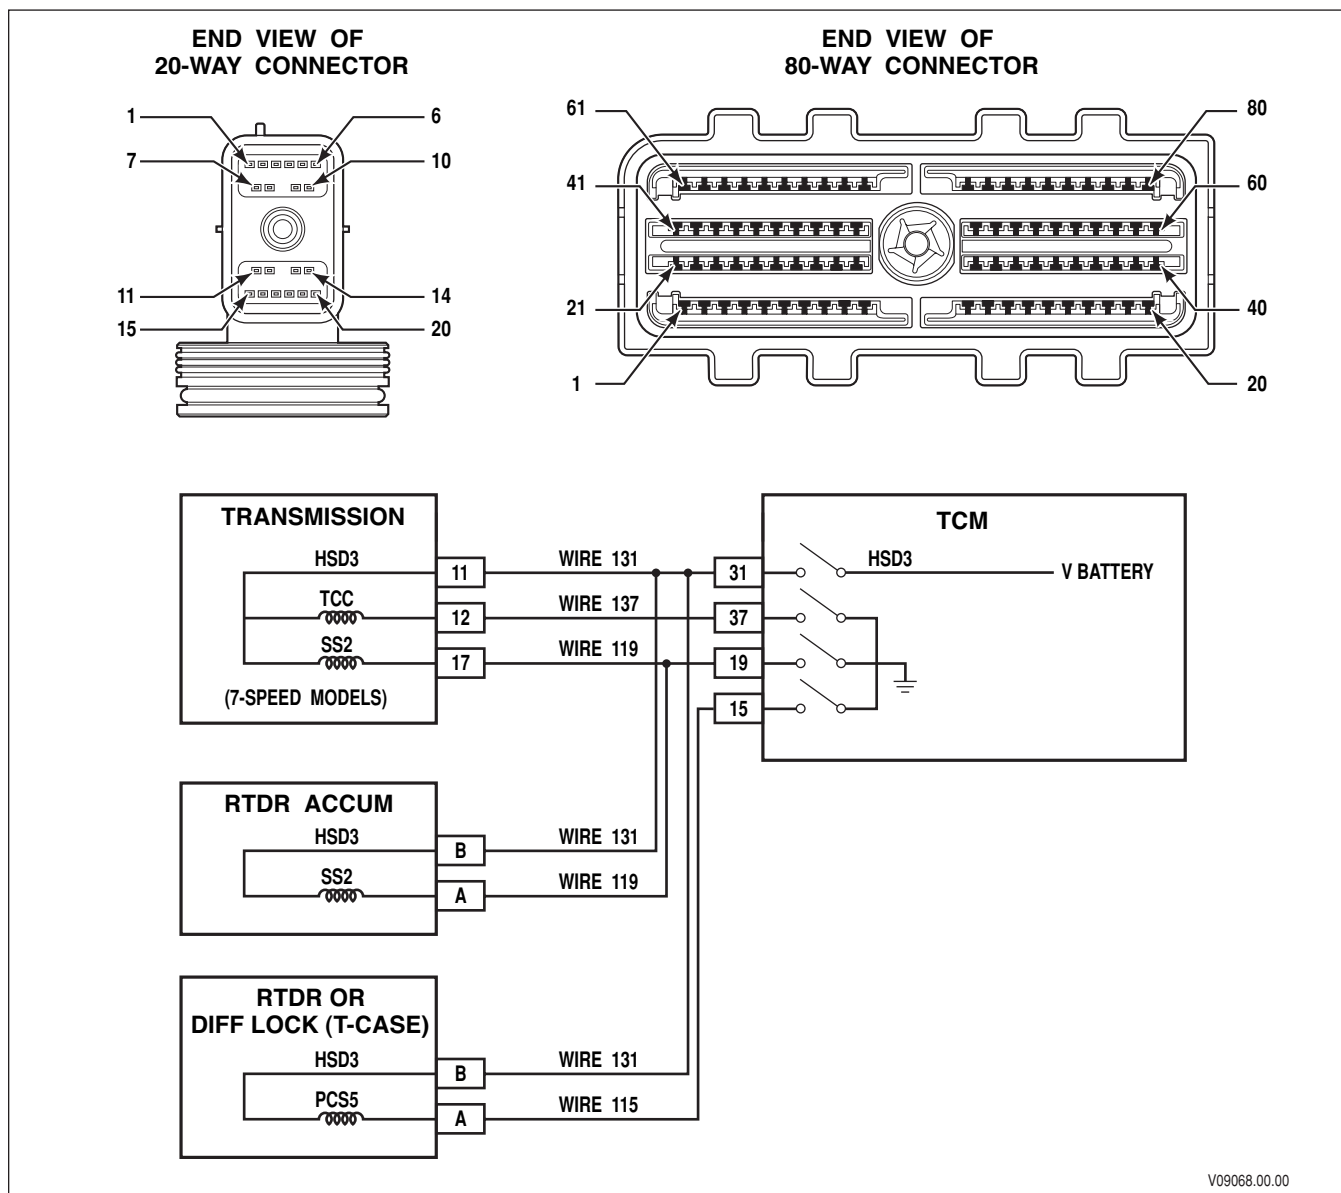 END VIEW OF
20-WAY CONNECTOR
1
6
7
10
11
14
15
20
END VIEW OF
80-WAY CONNECTOR
61
80
41
60
21
40
1
20
TRANSMISSION
HSD3
11
WIRE 131
TCC
12
WIRE 137
SS2
17
WIRE 119
(7-SPEED MODELS)
TCM
31
HSD3
V BATTERY
37
19
15
RTDR ACCUM
HSD3
B
WIRE 131
SS2
A
WIRE 119
RTDR OR
DIFF LOCK (T-CASE)
HSD3
B
WIRE 131
PCS5
A
WIRE 115
V09068.00.00